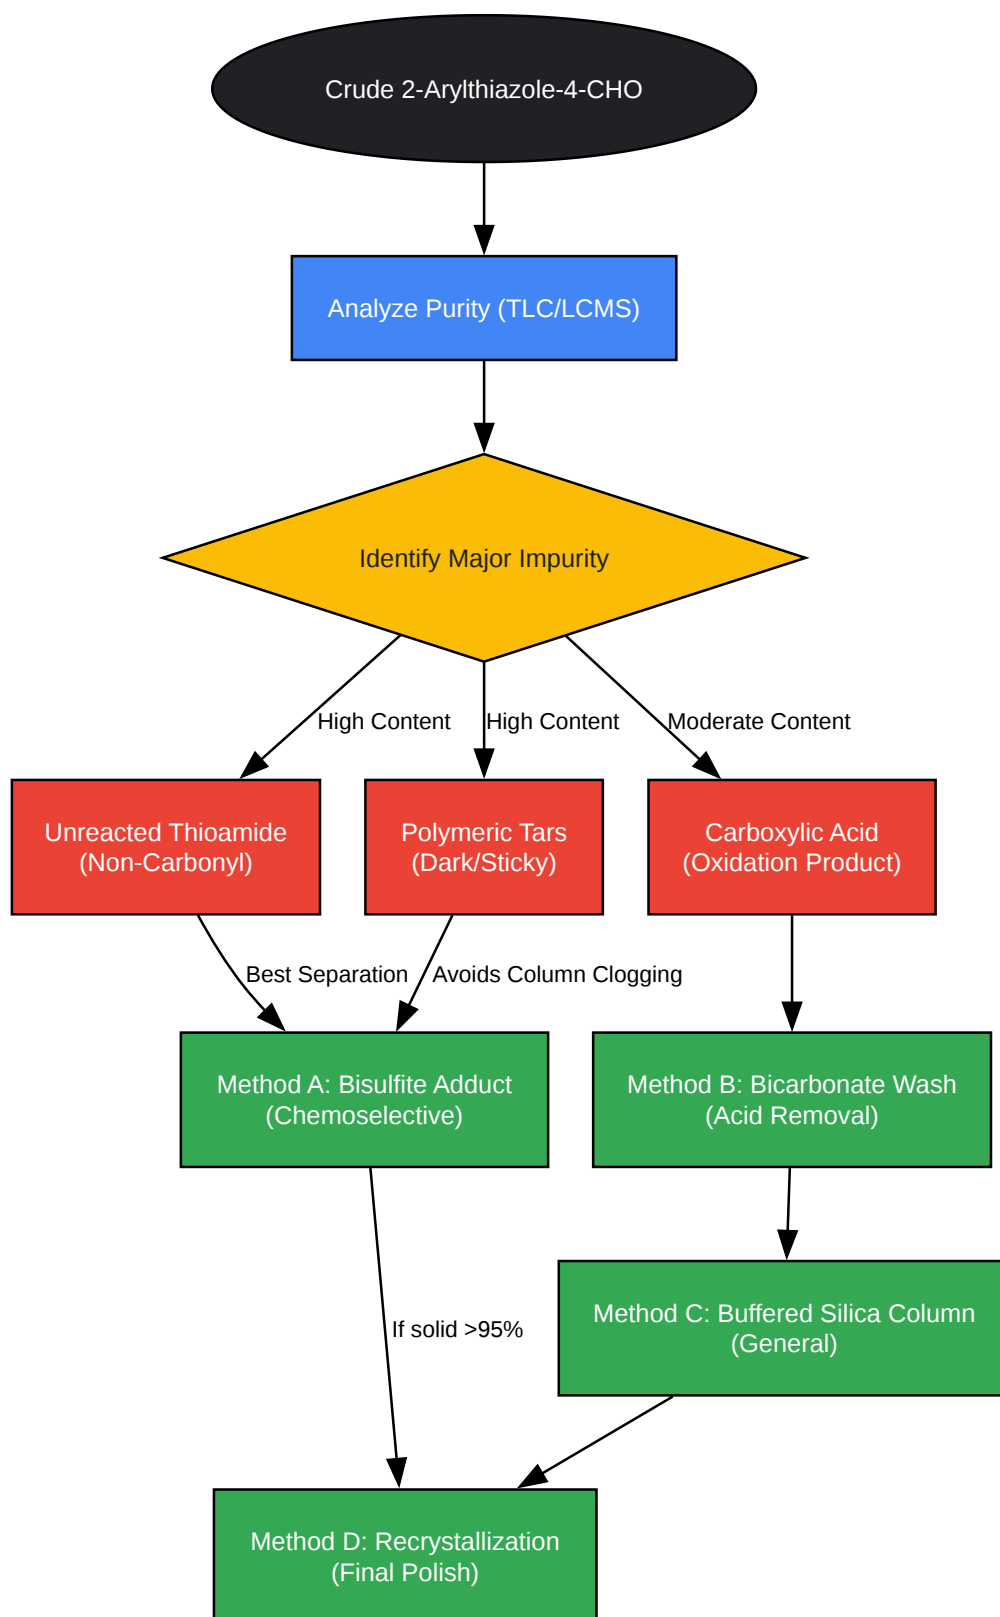 Crude 2-Arylthiazole-4-CHO
Analyze Purity (TLC/LCMS)
Identify Major Impurity
High Content
High Content
Moderate Content
Unreacted Thioamide
(Non-Carbonyl)
Polymeric Tars
(Dark/Sticky)
Carboxylic Acid
(Oxidation Product)
Best Separation
Avoids Column Clogging
Method A: Bisulfite Adduct
(Chemoselective)
Method B: Bicarbonate Wash
(Acid Removal)
Method C: Buffered Silica Column
(General)
If solid >95%
Method D: Recrystallization
(Final Polish)